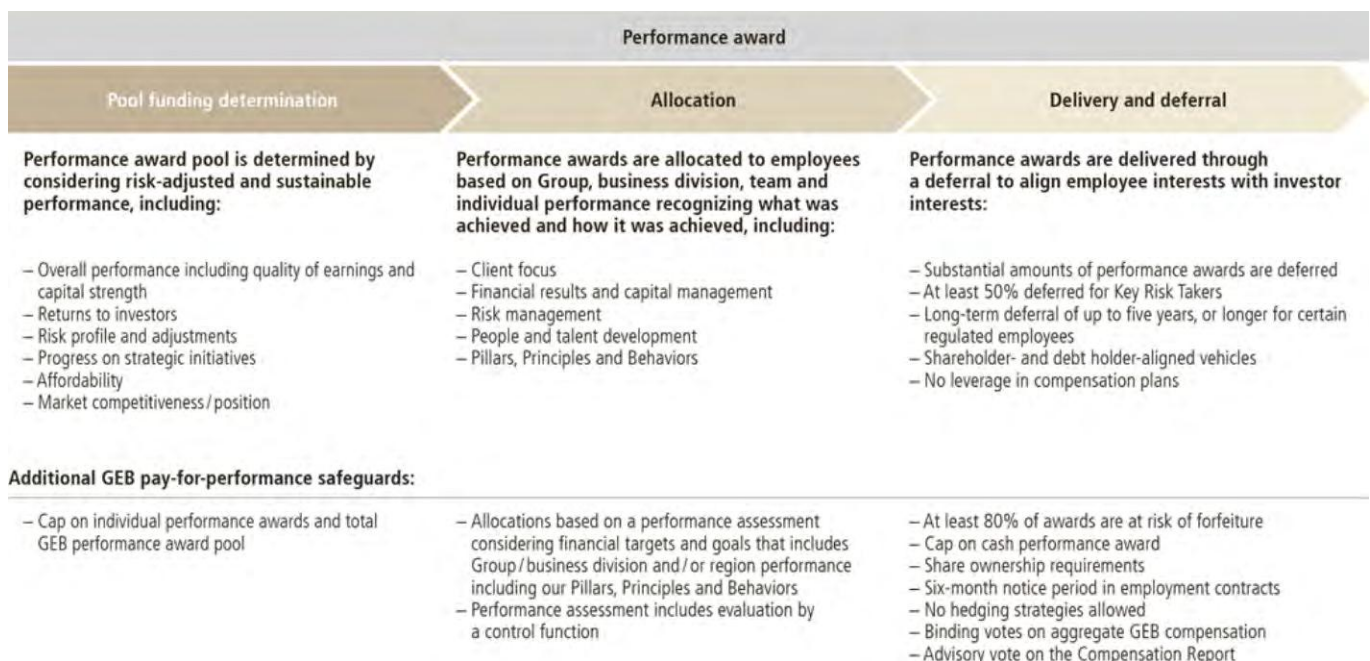 Performance award
Pool funding determination
Allocation
Delivery and deferral
Performance award pool is determined by
considering risk-adjusted and sustainable
performance, including:
– Overall performance including quality of earnings and
capital strength
– Returns to investors
– Risk profile and adjustments
– Progress on strategic initiatives
– Affordability
– Market competitiveness/position
Performance awards are allocated to employees
based on Group, business division, team and
individual performance recognizing what was
achieved and how it was achieved, including:
– Client focus
– Financial results and capital management
– Risk management
– People and talent development
– Pillars, Principles and Behaviors
Performance awards are delivered through
a deferral to align employee interests with investor
interests:
– Substantial amounts of performance awards are deferred
– At least 50% deferred for Key Risk Takers
– Long-term deferral of up to five years, or longer for certain
regulated employees
– Shareholder- and debt holder-aligned vehicles
– No leverage in compensation plans
Additional GEB pay-for-performance safeguards:
– Cap on individual performance awards and total
GEB performance award pool
– Allocations based on a performance assessment
considering financial targets and goals that includes
Group/business division and/or region performance
including our Pillars, Principles and Behaviors
– Performance assessment includes evaluation by
a control function
– At least 80% of awards are at risk of forfeiture
– Cap on cash performance award
– Share ownership requirements
– Six-month notice period in employment contracts
– No hedging strategies allowed
– Binding votes on aggregate GEB compensation
– Advisory vote on the Compensation Report